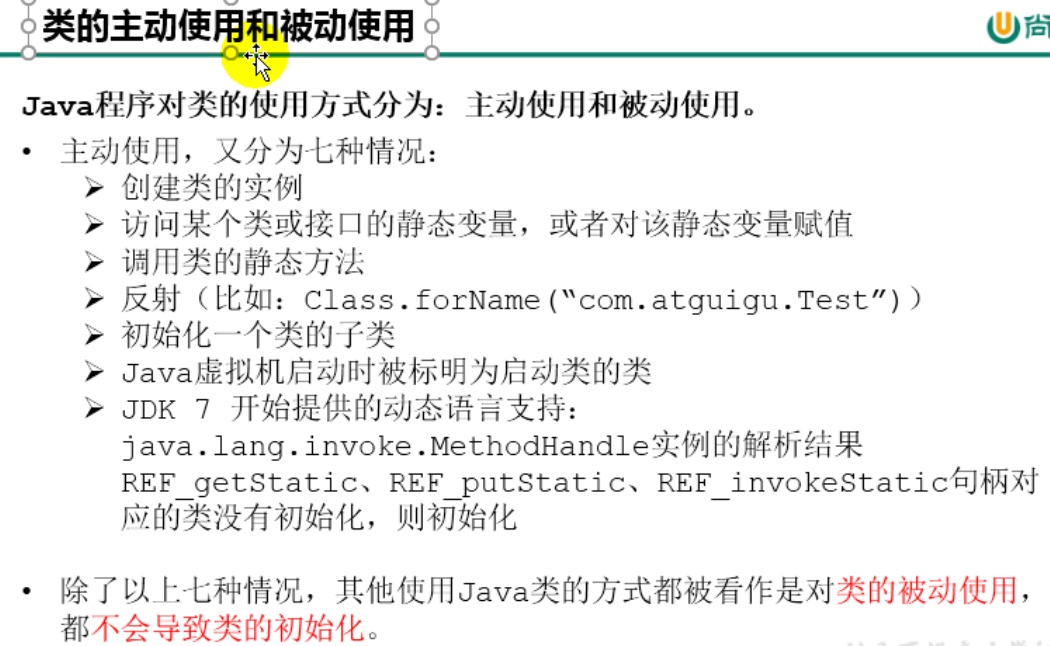 类的主动使用和被动使用
尚
Java程序对类的使用方式分为：主动使用和被动使用。
• 主动使用，又分为七种情况：
➢ 创建类的实例
➢ 访问某个类或接口的静态变量，或者对该静态变量赋值
➢ 调用类的静态方法
➢ 反射（比如：Class.forName(“com.atguigu.Test”)）
➢ 初始化一个类的子类
➢ Java虚拟机启动时被标明为启动类的类
➢ JDK 7 开始提供的动态语言支持：
java.lang.invoke.MethodHandle实例的解析结果
REF_getStatic、REF_putStatic、REF_invokeStatic句柄对
应的类没有初始化，则初始化
• 除了以上七种情况，其他使用Java类的方式都被看作是对类的被动使用，
都不会导致类的初始化。